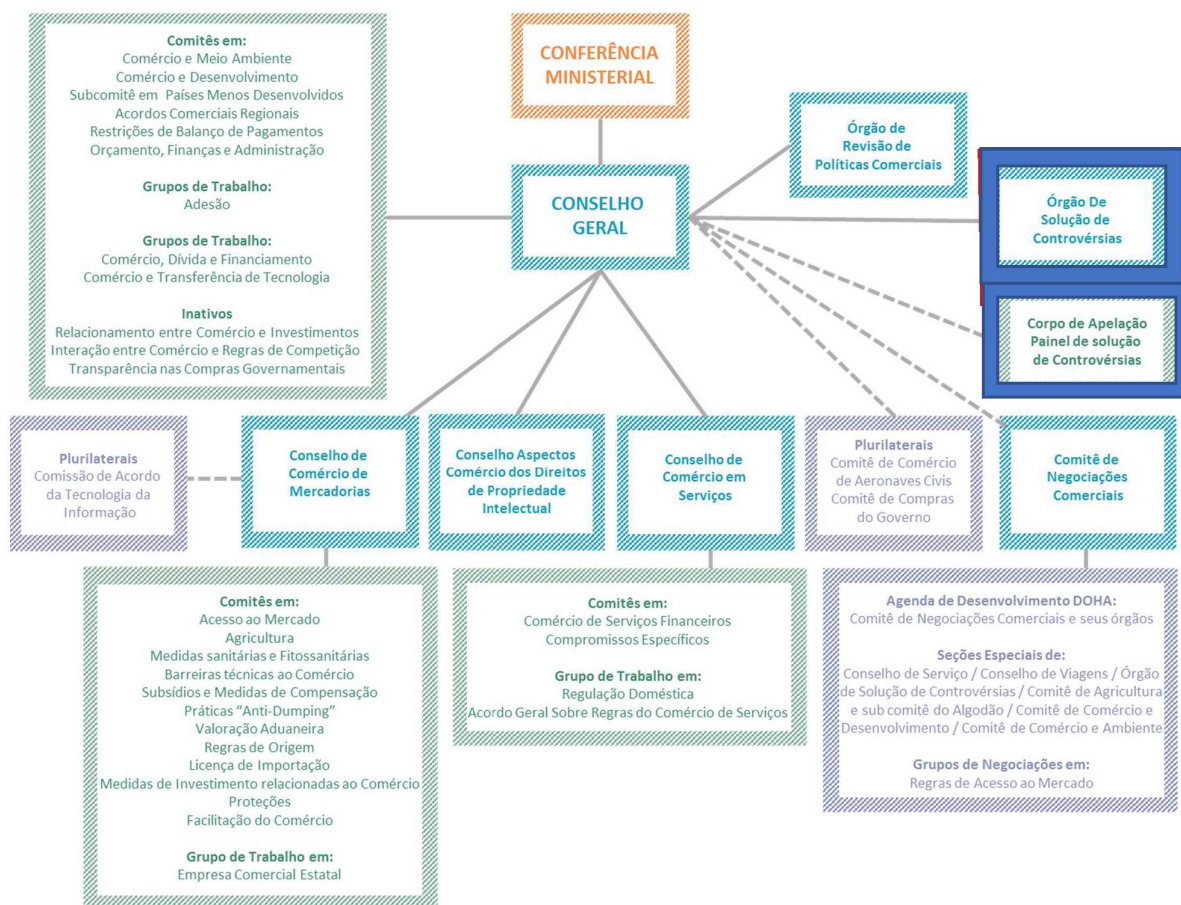 Comitês em:
Comércio e Meio Ambiente
Comércio e Desenvolvimento
Subcomitê em Países Menos Desenvolvidos
Acordos Comerciais Regionais
Restrições de Balanço de Pagamentos
Orçamento, Finanças e Administração
Grupos de Trabalho:
Adesão
Grupos de Trabalho:
Comércio, Dívida e Financiamento
Comércio e Transferência de Tecnologia
Inativos
Relacionamento entre Comércio e Investimentos
Interação entre Comércio e Regras de Competição
Transparência nas Compras Governamentais
CONFERÊNCIA
MINISTERIAL
CONSELHO
GERAL
Órgão de
Revisão de
Políticas Comerciais
Órgão De
Solução de
Controvérsias
Corpo de Apelação
Painel de solução
de Controvérsias
Plurilaterais
Comissão de Acordo
da Tecnologia da
Informação
Conselho de
Comércio de
Mercadorias
Conselho Aspectos
Comércio dos Direitos
de Propriedade
Intelectual
Conselho de
Comércio em
Serviços
Plurilaterais
Comitê de Comércio
de Aeronaves Civis
Comitê de Compras
do Governo
Comitê de
Negociações
Comerciais
Comitês em:
Acesso ao Mercado
Agricultura
Medidas sanitárias e Fitossanitárias
Barreiras técnicas ao Comércio
Subsídios e Medidas de Compensação
Práticas “Anti-Dumping”
Valoração Aduaneira
Regras de Origem
Licença de Importação
Medidas de Investimento relacionadas ao Comércio
Proteções
Facilitação do Comércio
Grupo de Trabalho em:
Empresa Comercial Estatal
Comitês em:
Comércio de Serviços Financeiros
Compromissos Específicos
Grupo de Trabalho em:
Regulação Doméstica
Acordo Geral Sobre Regras do Comércio de Serviços
Agenda de Desenvolvimento DOHA:
Comitê de Negociações Comerciais e seus órgãos
Seções Especiais de:
Conselho de Serviço / Conselho de Viagens / Órgão
de Solução de Controvérsias / Comitê de Agricultura
e sub comitê do Algodão / Comitê de Comércio e
Desenvolvimento / Comitê de Comércio e Ambiente
Grupos de Negociações em:
Regras de Acesso ao Mercado